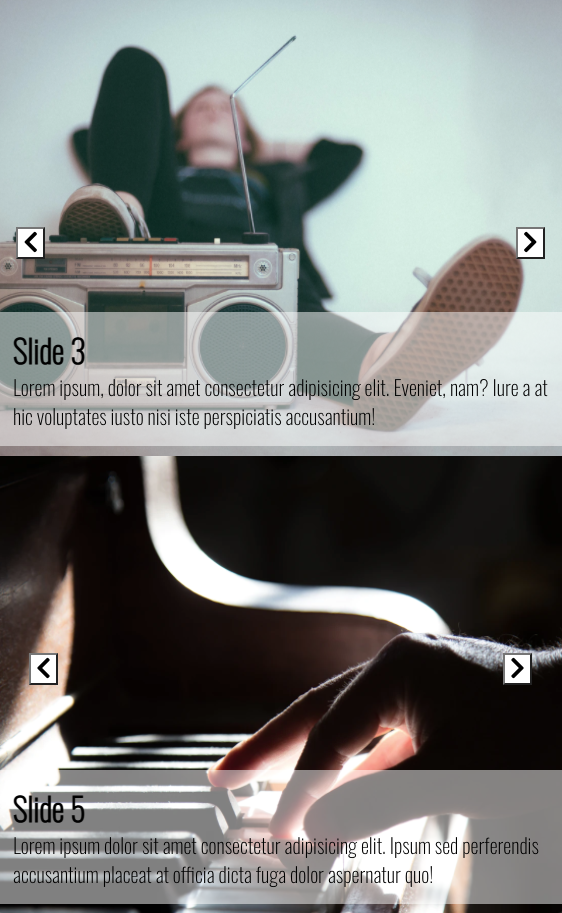 Slide 3
Lorem ipsum, dolor sit amet consectetur adipisicing elit. Eveniet, nam? Iure a at
hic voluptates iusto nisi iste perspiciatis accusantium!
Slide 5
Lorem ipsum dolor sit amet consectetur adipisicing elit. Ipsum sed perferendis
accusantium placeat at officia dicta fuga dolor aspernatur quo!